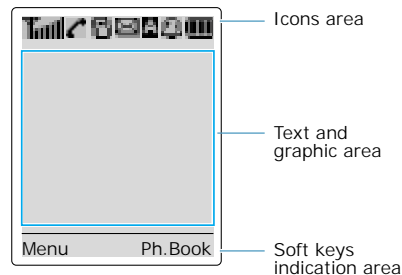 Icons area
A
Text and
graphic area
Menu Ph.Book
Soft keys
indication area